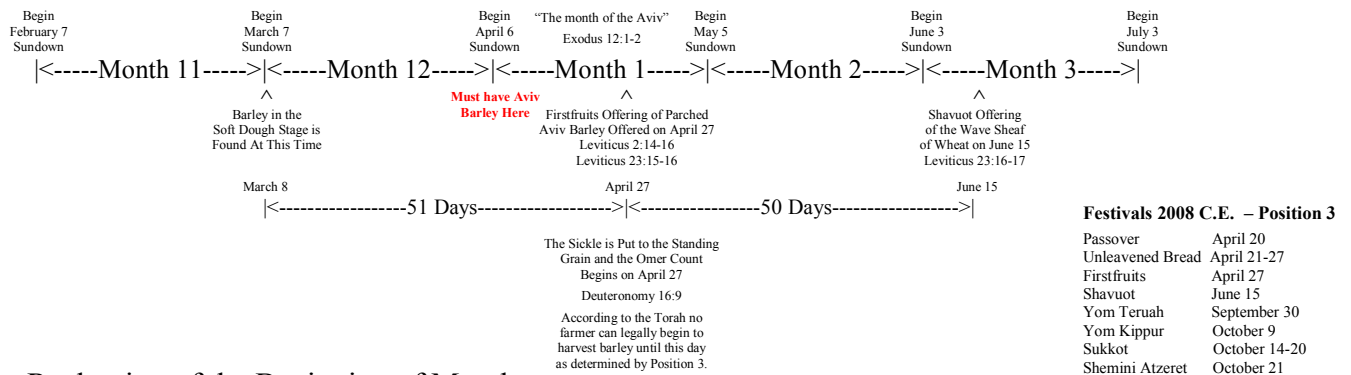 Begin
February 7
Sundown
Begin
March 7
Sundown
Begin
April 6
Sundown
“The month of the Aviv”
Exodus 12:1-2
Begin
May 5
Sundown
Begin
June 3
Sundown
Begin
July 3
Sundown
|<-----Month 11----->|<-----Month 12----->|<-----Month 1----->|<-----Month 2----->|<-----Month 3----->|
^
Barley in the
Soft Dough Stage is
Found At This Time
Must have Aviv
Barley Here
^
Firstfruits Offering of Parched
Aviv Barley Offered on April 27
Leviticus 2:14-16
Leviticus 23:15-16
^
Shavuot Offering
of the Wave Sheaf
of Wheat on June 15
Leviticus 23:16-17
March 8
April 27
June 15
|<------------------51 Days------------------->|<-----------------50 Days------------------>|
The Sickle is Put to the Standing
Grain and the Omer Count
Begins on April 27
Deuteronomy 16:9
According to the Torah no
farmer can legally begin to
harvest barley until this day
as determined by Position 3.
Festivals 2008 C.E. – Position 3
Passover April 20
Unleavened Bread April 21-27
Firstfruits April 27
Shavuot June 15
Yom Teruah September 30
Yom Kippur October 9
Sukkot October 14-20
Shemini Atzeret October 21